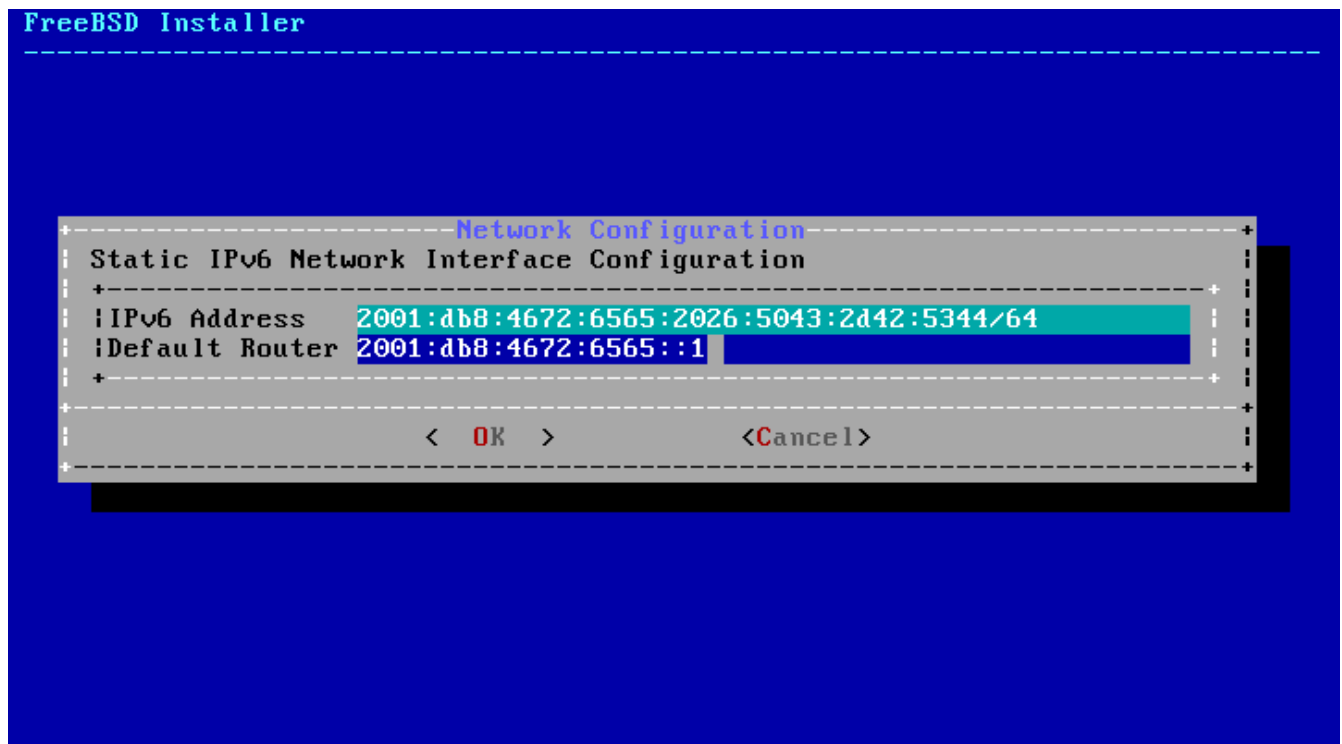 FreeBSD Installer
Network Configuration
Static IPv6 Network Interface Configuration
IPv6 Address 2001:db8:4672:6565:2026:5043:2d42:5344/64
Default Router 2001:db8:4672:6565::1
< OK > <Cancel>